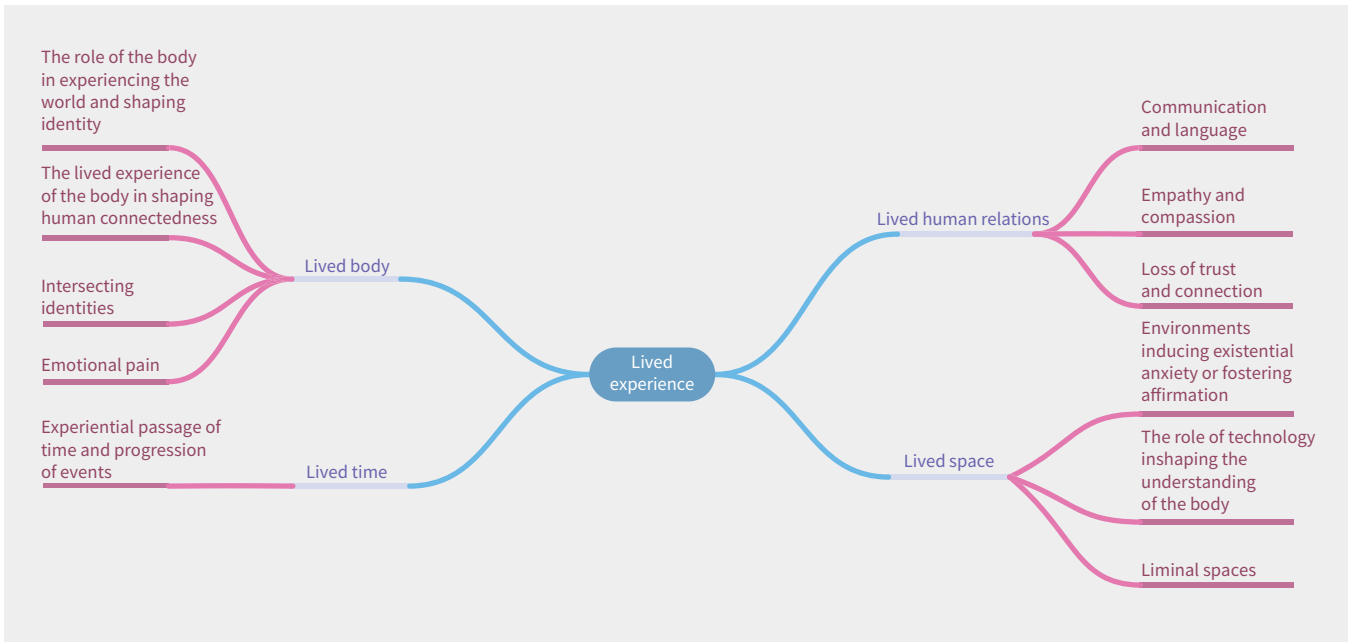 The role of the body
in experiencing the
world and shaping
identity
The lived experience
of the body in shaping
human connectedness
Intersecting
identities
Emotional pain
Lived body
Experiential passage of
time and progression
of events
Lived time
Lived
experience
Lived human relations
Communication
and language
Empathy and
compassion
Loss of trust
and connection
Lived space
Environments
inducing existential
anxiety or fostering
affirmation
The role of technology
inshaping the
understanding
of the body
Liminal spaces